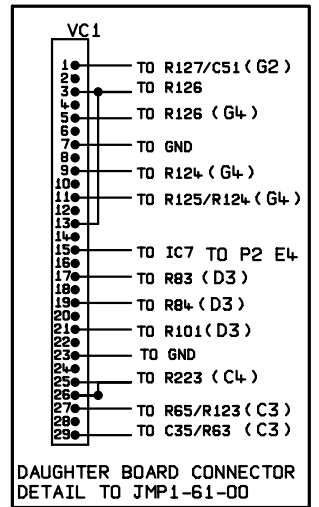 VC1
1 TO R127/C51 (G2)
2
3 TO R126
4
5 TO R126 (G4)
6
7 TO GND
8
9 TO R124 (G4)
10
11 TO R125/R124 (G4)
12
13
14
15 TO IC7 TO P2 E4
16
17 TO R83 (D3)
18
19 TO R84 (D3)
20
21 TO R101(D3)
22
23 TO GND
24
25 TO R223 (C4)
26
27 TO R65/R123 (C3)
28
29 TO C35/R63 (C3)
DAUGHTER BOARD CONNECTOR
DETAIL TO JMP1-61-00